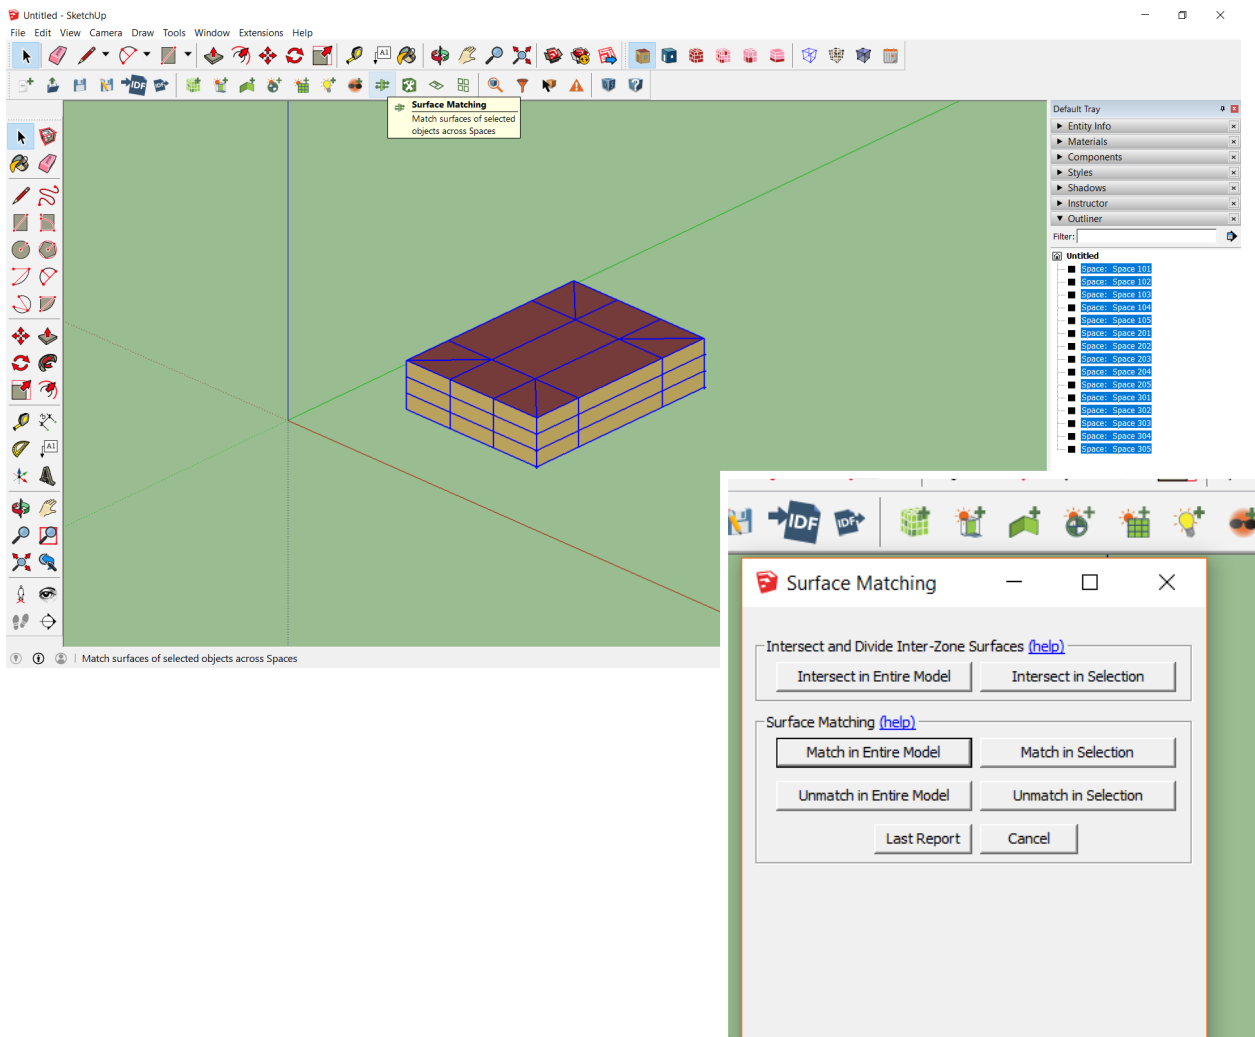 Untitled - SketchUp
File Edit View Camera Draw Tools Window Extensions Help
A1
IDF
IDF
Surface Matching
Match surfaces of selected
objects across Spaces
Default Tray
Entity Info
Materials
Components
Styles
Shadows
Instructor
Outliner
Filter:
Untitled
Space: Space 101
Space: Space 102
Space: Space 103
Space: Space 104
Space: Space 105
Space: Space 201
Space: Space 202
Space: Space 203
Space: Space 204
Space: Space 205
Space: Space 301
Space: Space 302
Space: Space 303
Space: Space 304
Space: Space 305
A1
Match surfaces of selected objects across Spaces
IDF
IDF
Surface Matching
Intersect and Divide Inter-Zone Surfaces (help)
Intersect in Entire Model Intersect in Selection
Surface Matching (help)
Match in Entire Model Match in Selection
Unmatch in Entire Model Unmatch in Selection
Last Report Cancel